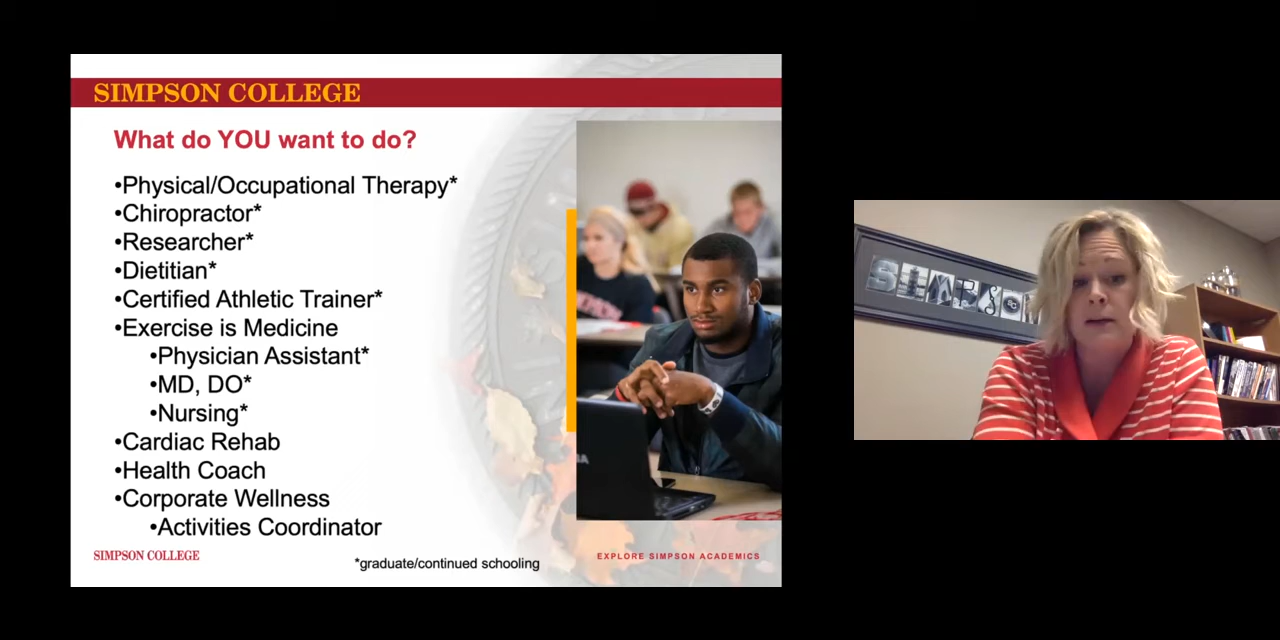 SIMPSON COLLEGE
What do YOU want to do?
•Physical/Occupational Therapy*
•Chiropractor*
•Researcher*
•Dietitian*
•Certified Athletic Trainer*
•Exercise is Medicine
•Physician Assistant*
•MD, DO*
•Nursing*
•Cardiac Rehab
•Health Coach
•Corporate Wellness
•Activities Coordinator
SIMPSON COLLEGE
*graduate/continued schooling
EXPLORE SIMPSON ACADEMICS